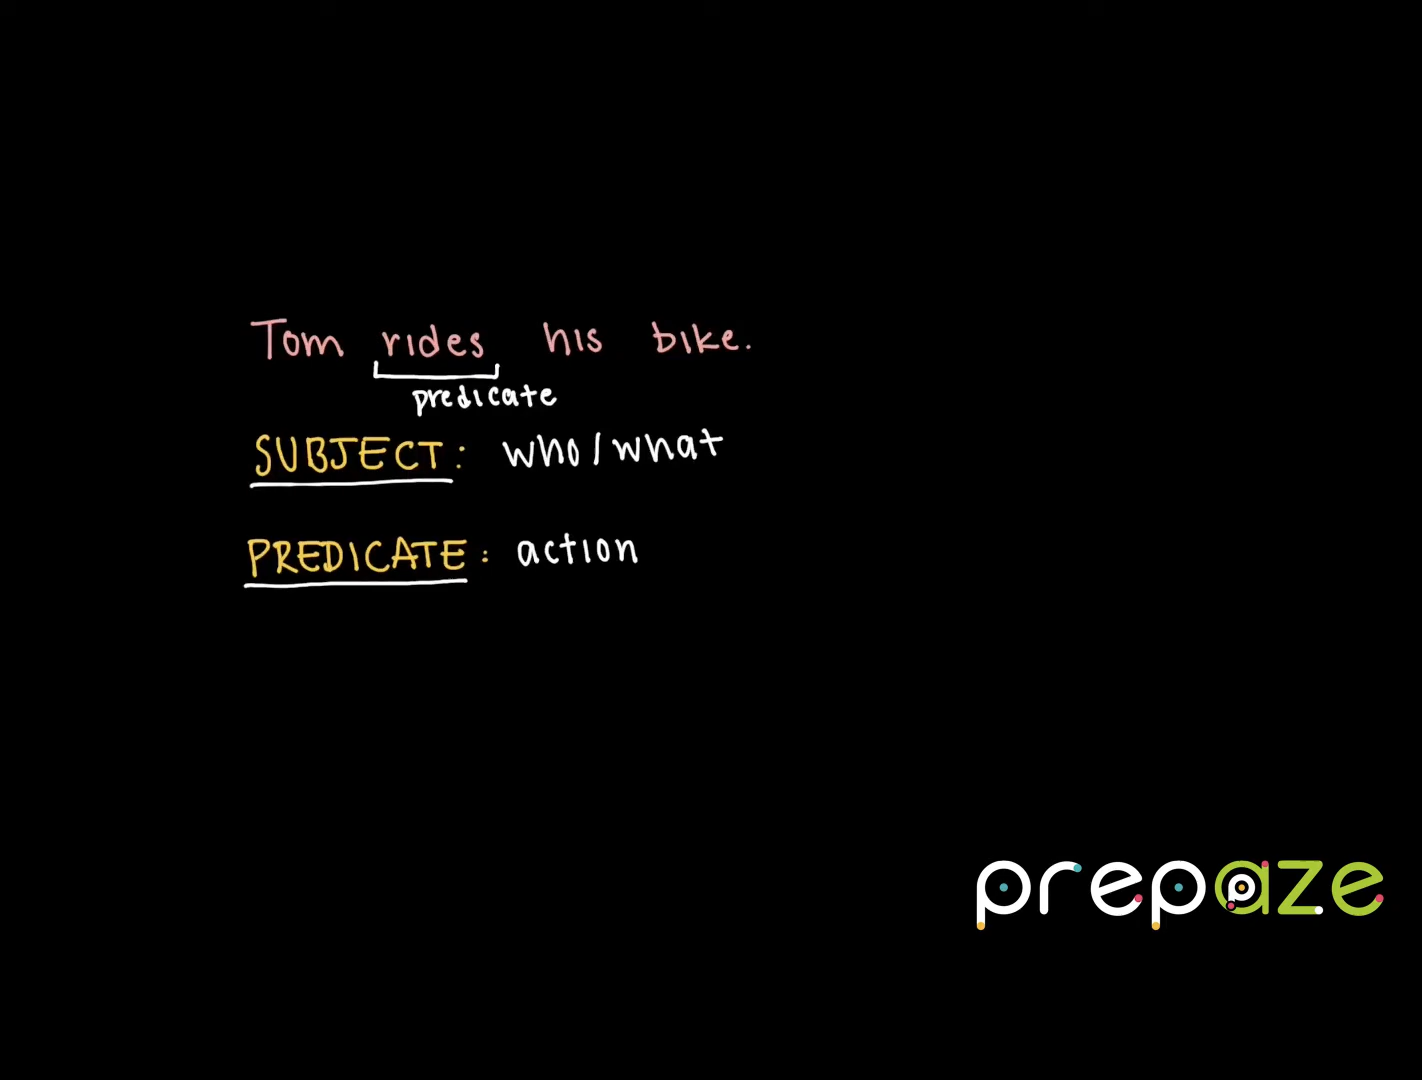 Tom rides his bike.
predicate
SUBJECT: who/what
PREDICATE: action
prepaze